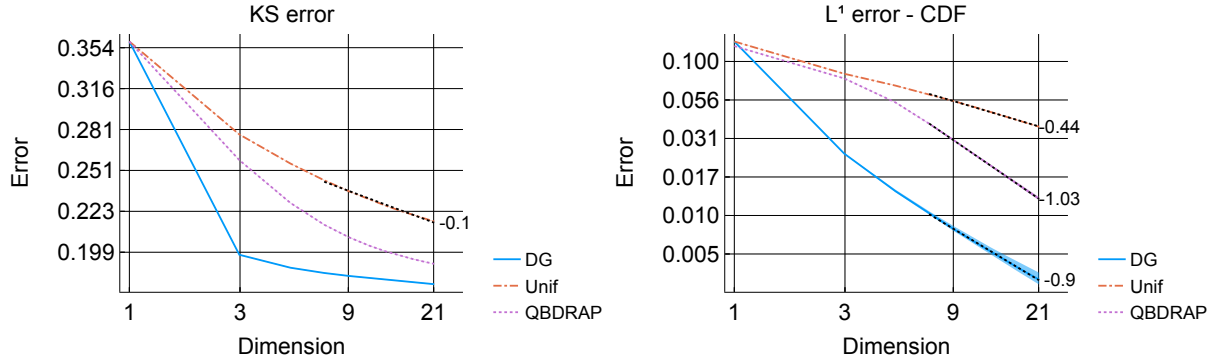 KS error
0.354
0.316
0.281
0.251
0.223
0.199
Error
-0.1
1
3
9
21
Dimension
DG
Unif
QBDRAP
L¹ error - CDF
0.100
0.056
0.031
0.017
0.010
0.005
Error
-0.44
-1.03
-0.9
1
3
9
21
Dimension
DG
Unif
QBDRAP